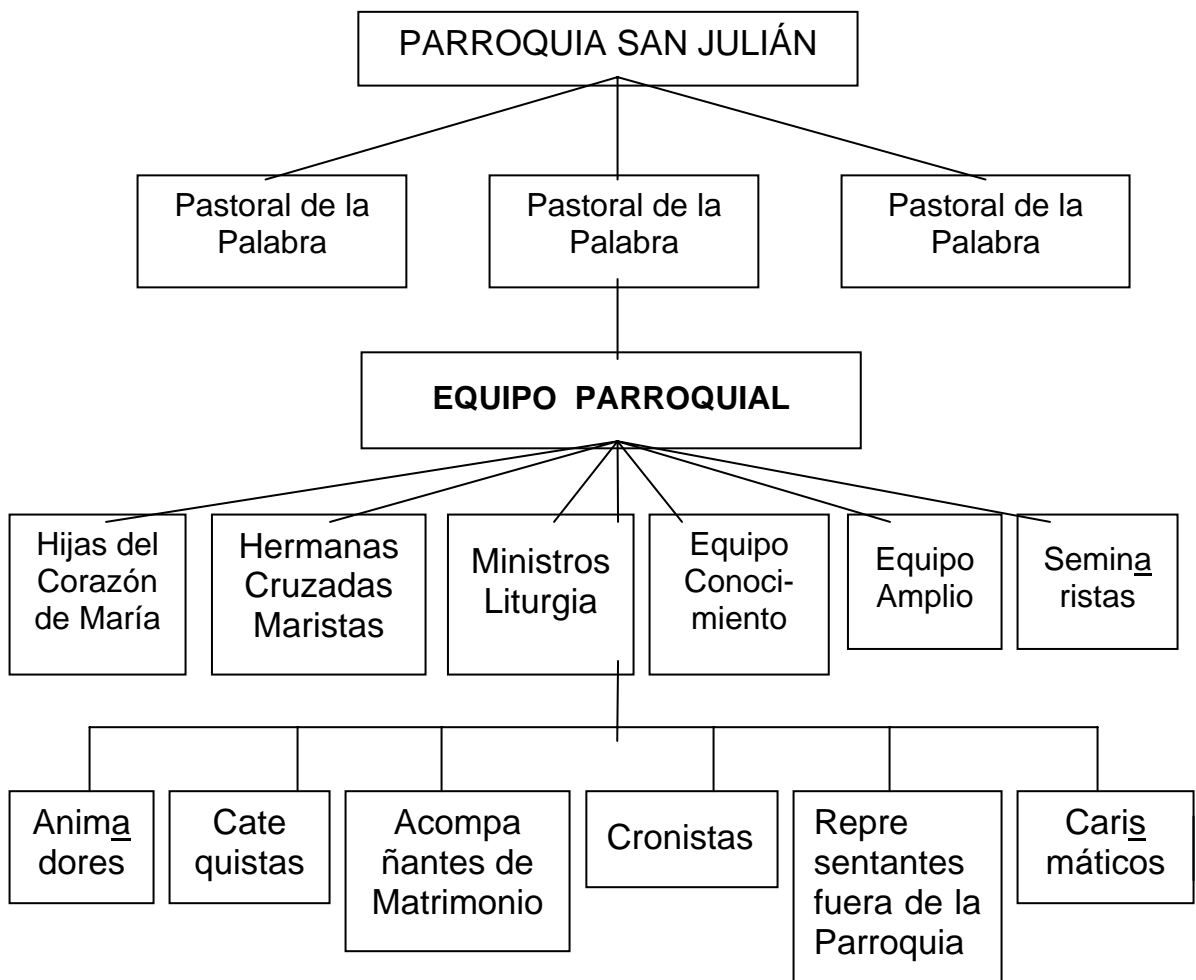 PARROQUIA SAN JULIÁN
Pastoral de la
Palabra
Pastoral de la
Palabra
Pastoral de la
Palabra
EQUIPO PARROQUIAL
Hijas del
Corazón
de María
Hermanas
Cruzadas
Maristas
Ministros
Liturgia
Equipo
Conoci-
miento
Equipo
Amplio
Semina
ristas
Anima
dores
Cate
quistas
Acompa
ñantes de
Matrimonio
Cronistas
Repre
sentantes
fuera de la
Parroquia
Caris
máticos